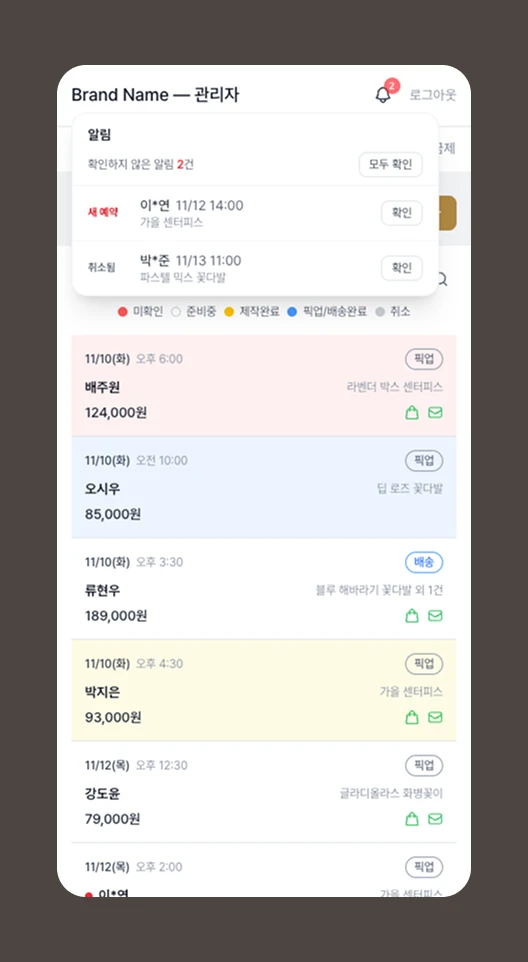 Brand Name — 관리자
2
로그아웃
알림
확인하지 않은 알림 2건
모두 확인
새 예약
이*연 11/12 14:00
가을 센터피스
확인
취소됨
박*준 11/13 11:00
파스텔 믹스 꽃다발
확인
미확인 준비중 제작완료 픽업/배송완료 취소
11/10(화) 오후 6:00 픽업
배주원 라벤더 박스 센터피스
124,000원
11/10(화) 오전 10:00 픽업
오시우 딥 로즈 꽃다발
85,000원
11/10(화) 오후 3:30 배송
류현우 블루 해바라기 꽃다발 외 1건
189,000원
11/10(화) 오후 4:30 픽업
박지은 가을 센터피스
93,000원
11/12(목) 오후 12:30 픽업
강도윤 글라디올라스 화병꽂이
79,000원
11/12(목) 오후 2:00 픽업
이*연 가을 센터피스